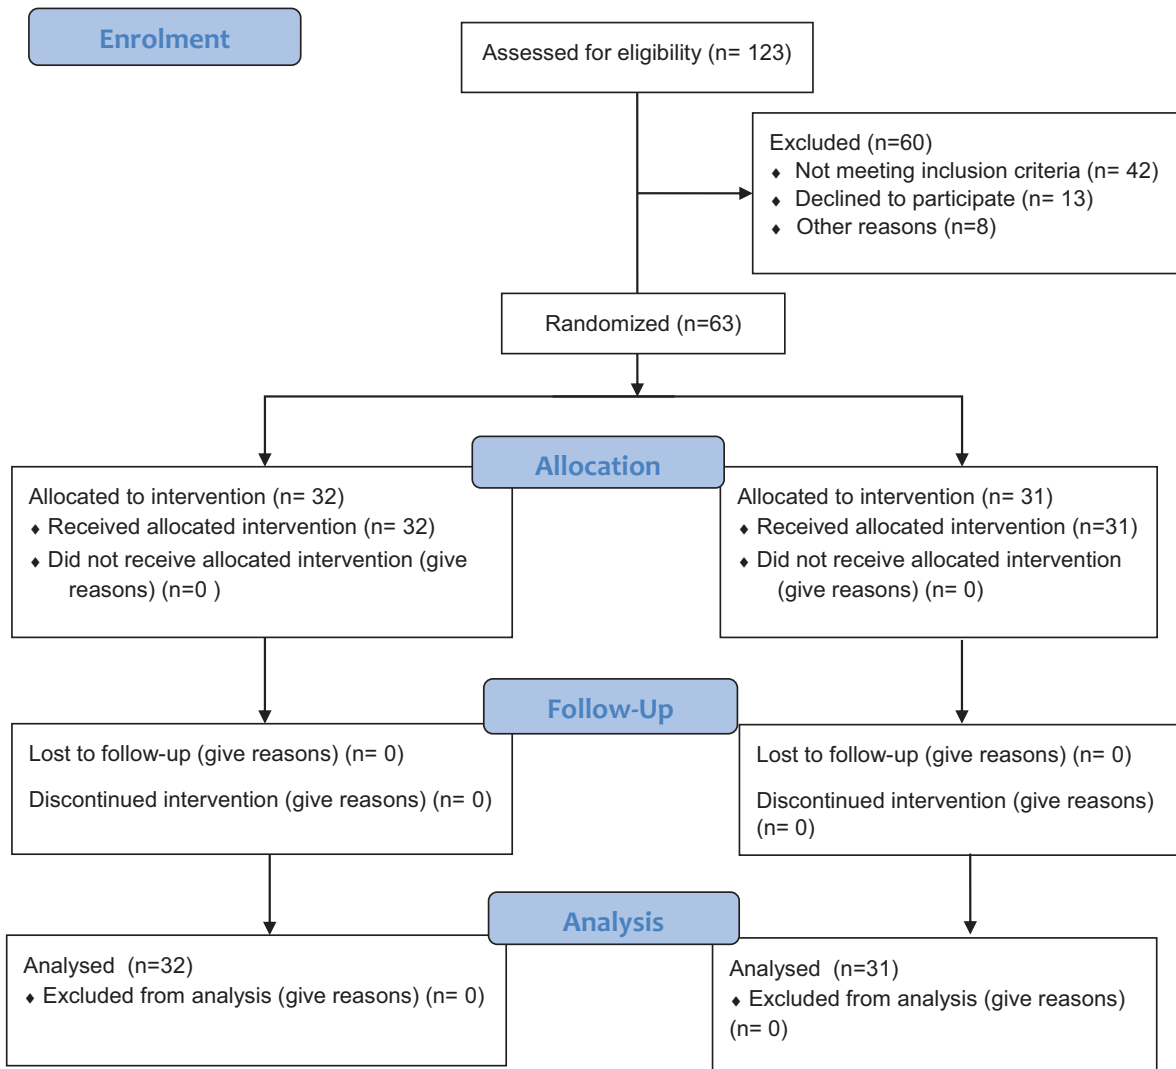 Enrolment
Assessed for eligibility (n= 123)
Excluded (n=60)
♦ Not meeting inclusion criteria (n= 42)
♦ Declined to participate (n= 13)
♦ Other reasons (n=8)
Randomized (n=63)
Allocation
Allocated to intervention (n= 32)
♦ Received allocated intervention (n= 32)
♦ Did not receive allocated intervention (give
reasons) (n=0 )
Allocated to intervention (n= 31)
♦ Received allocated intervention (n=31)
♦ Did not receive allocated intervention
(give reasons) (n= 0)
Follow-Up
Lost to follow-up (give reasons) (n= 0)
Discontinued intervention (give reasons) (n= 0)
Lost to follow-up (give reasons) (n= 0)
Discontinued intervention (give reasons)
(n= 0)
Analysis
Analysed (n=32)
♦ Excluded from analysis (give reasons) (n= 0)
Analysed (n=31)
♦ Excluded from analysis (give reasons)
(n= 0)